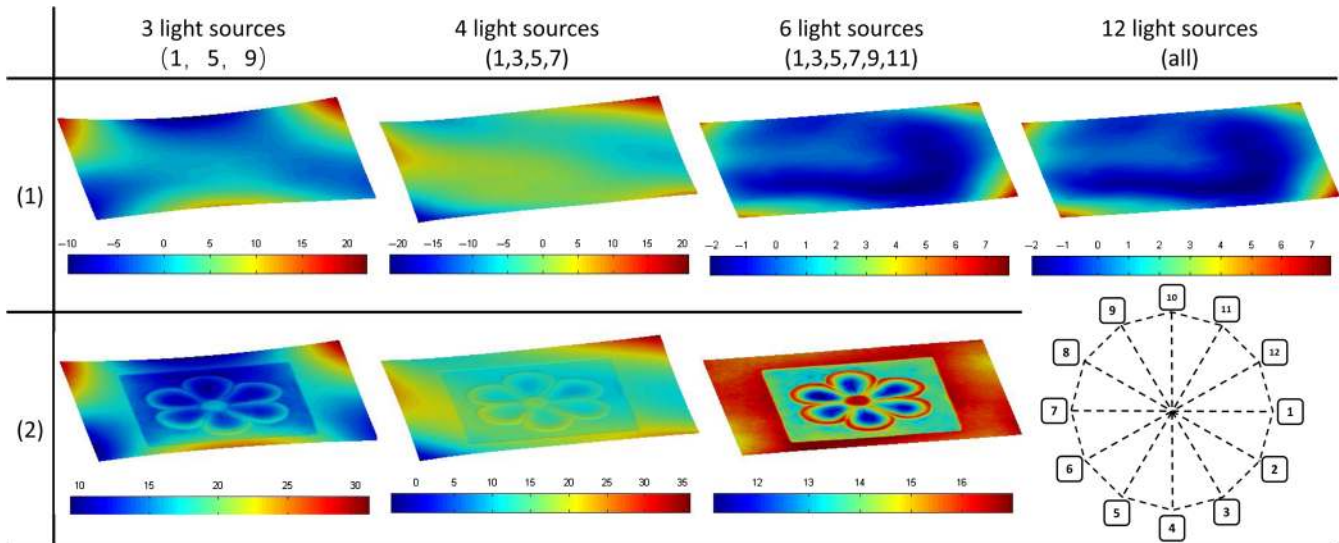 3 light sources
(1, 5, 9)
4 light sources
(1,3,5,7)
6 light sources
(1,3,5,7,9,11)
12 light sources
(all)
(1)
−10 −5 0 5 10 15 20
−20 −15 −10 −5 0 5 10 15 20
−2 −1 0 1 2 3 4 5 6 7
−2 −1 0 1 2 3 4 5 6 7
(2)
10 15 20 25 30
0 5 10 15 20 25 30 35
12 13 14 15 16
10
9
11
8
12
7
1
6
2
5
3
4